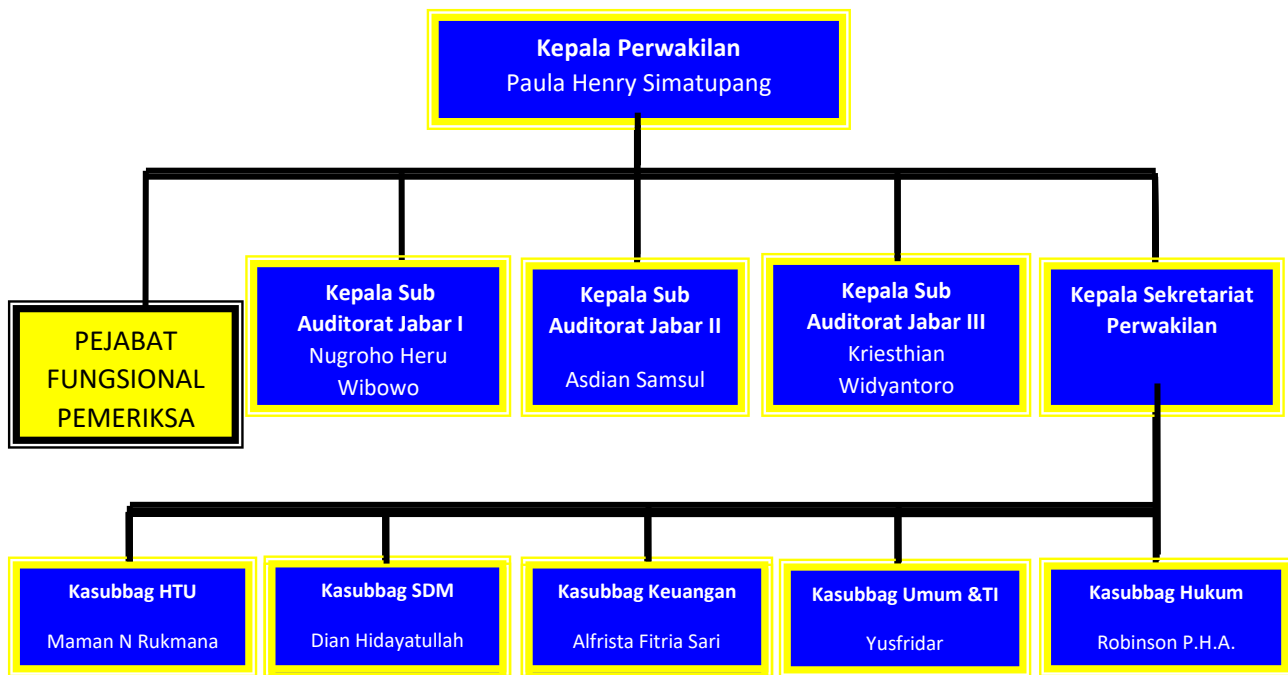 Kepala Perwakilan
Paula Henry Simatupang
PEJABAT
FUNGSIONAL
PEMERIKSA
Kepala Sub
Auditorat Jabar I
Nugroho Heru
Wibowo
Kepala Sub
Auditorat Jabar II
Asdian Samsul
Kepala Sub
Auditorat Jabar III
Kriesthian
Widyantoro
Kepala Sekretariat
Perwakilan
Kasubbag HTU
Maman N Rukmana
Kasubbag SDM
Dian Hidayatullah
Kasubbag Keuangan
Alfrista Fitria Sari
Kasubbag Umum &TI
Yusfridar
Kasubbag Hukum
Robinson P.H.A.